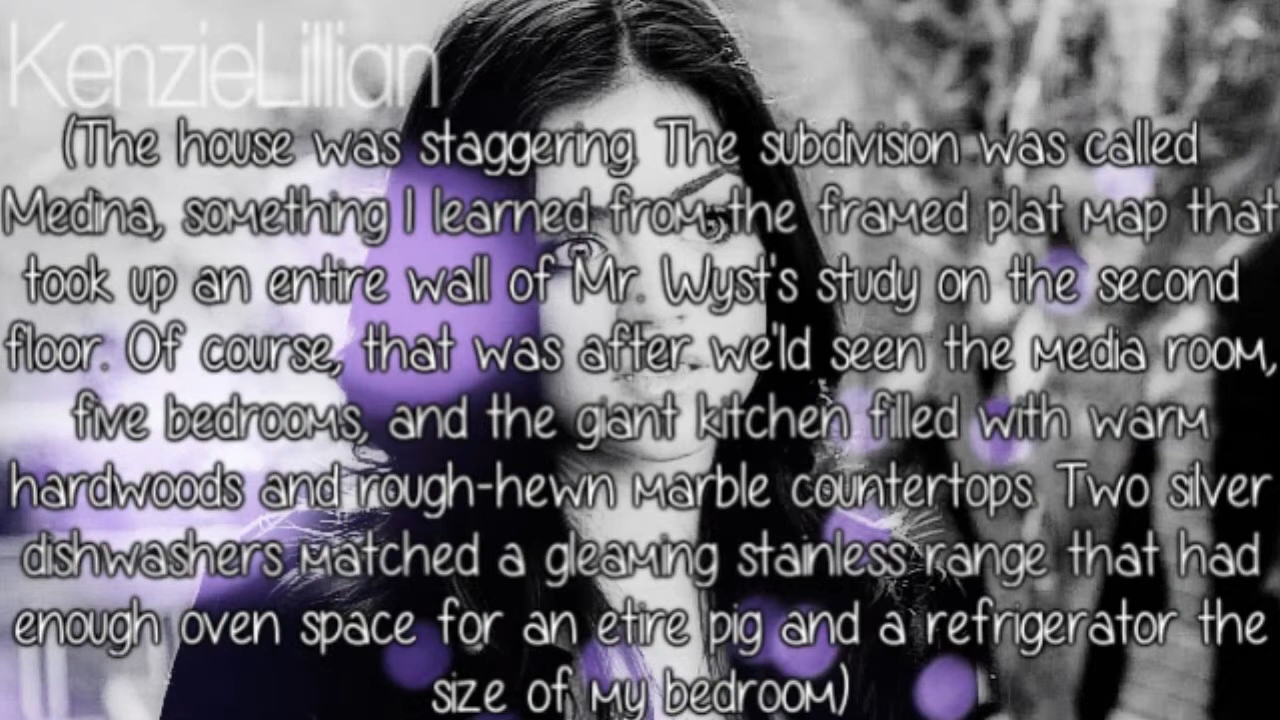 KenzieLillian
(The house was staggering. The subdivision was called
Medina, something I learned from the framed plat map that
took up an entire wall of Mr. Wyst's study on the second
floor. Of course, that was after we'ld seen the media room,
five bedrooms, and the giant kitchen filled with warm
hardwoods and rough-hewn marble countertops. Two silver
dishwashers matched a gleaming stainless range that had
enough oven space for an etire pig and a refrigerator the
size of my bedroom)